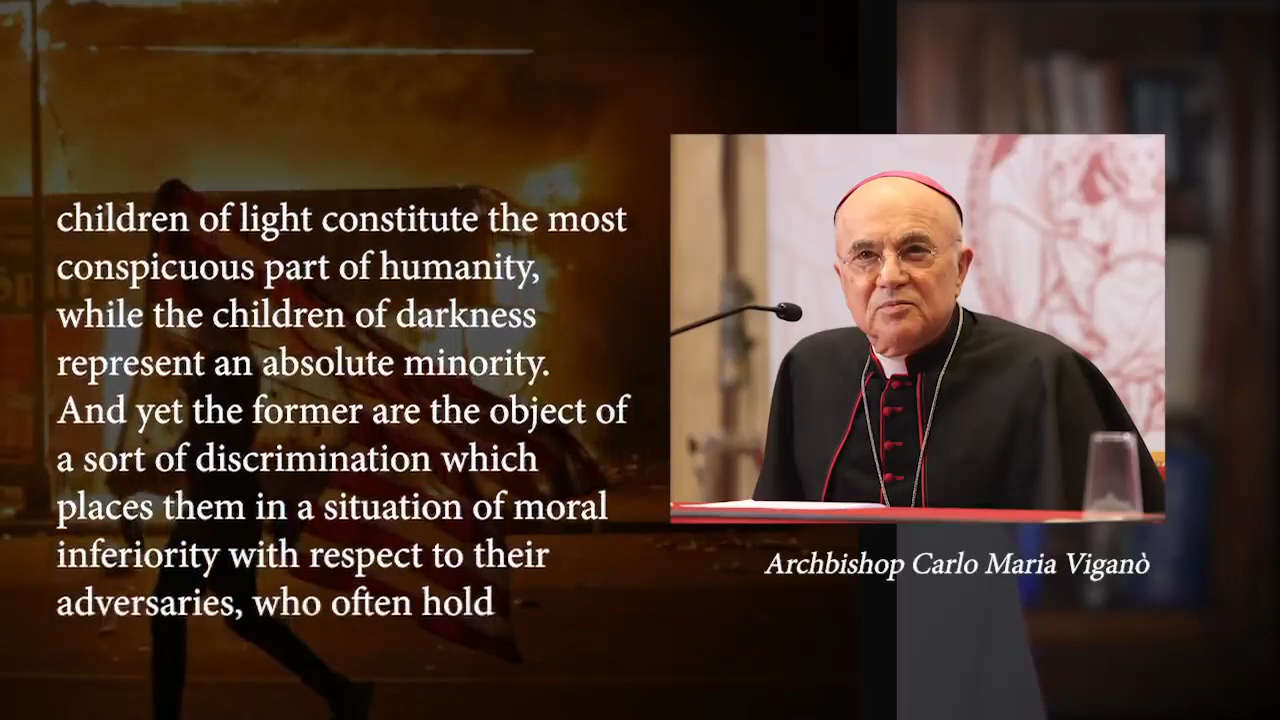 children of light constitute the most
conspicuous part of humanity,
while the children of darkness
represent an absolute minority.
And yet the former are the object of
a sort of discrimination which
places them in a situation of moral
inferiority with respect to their
adversaries, who often hold
Archbishop Carlo Maria Viganò